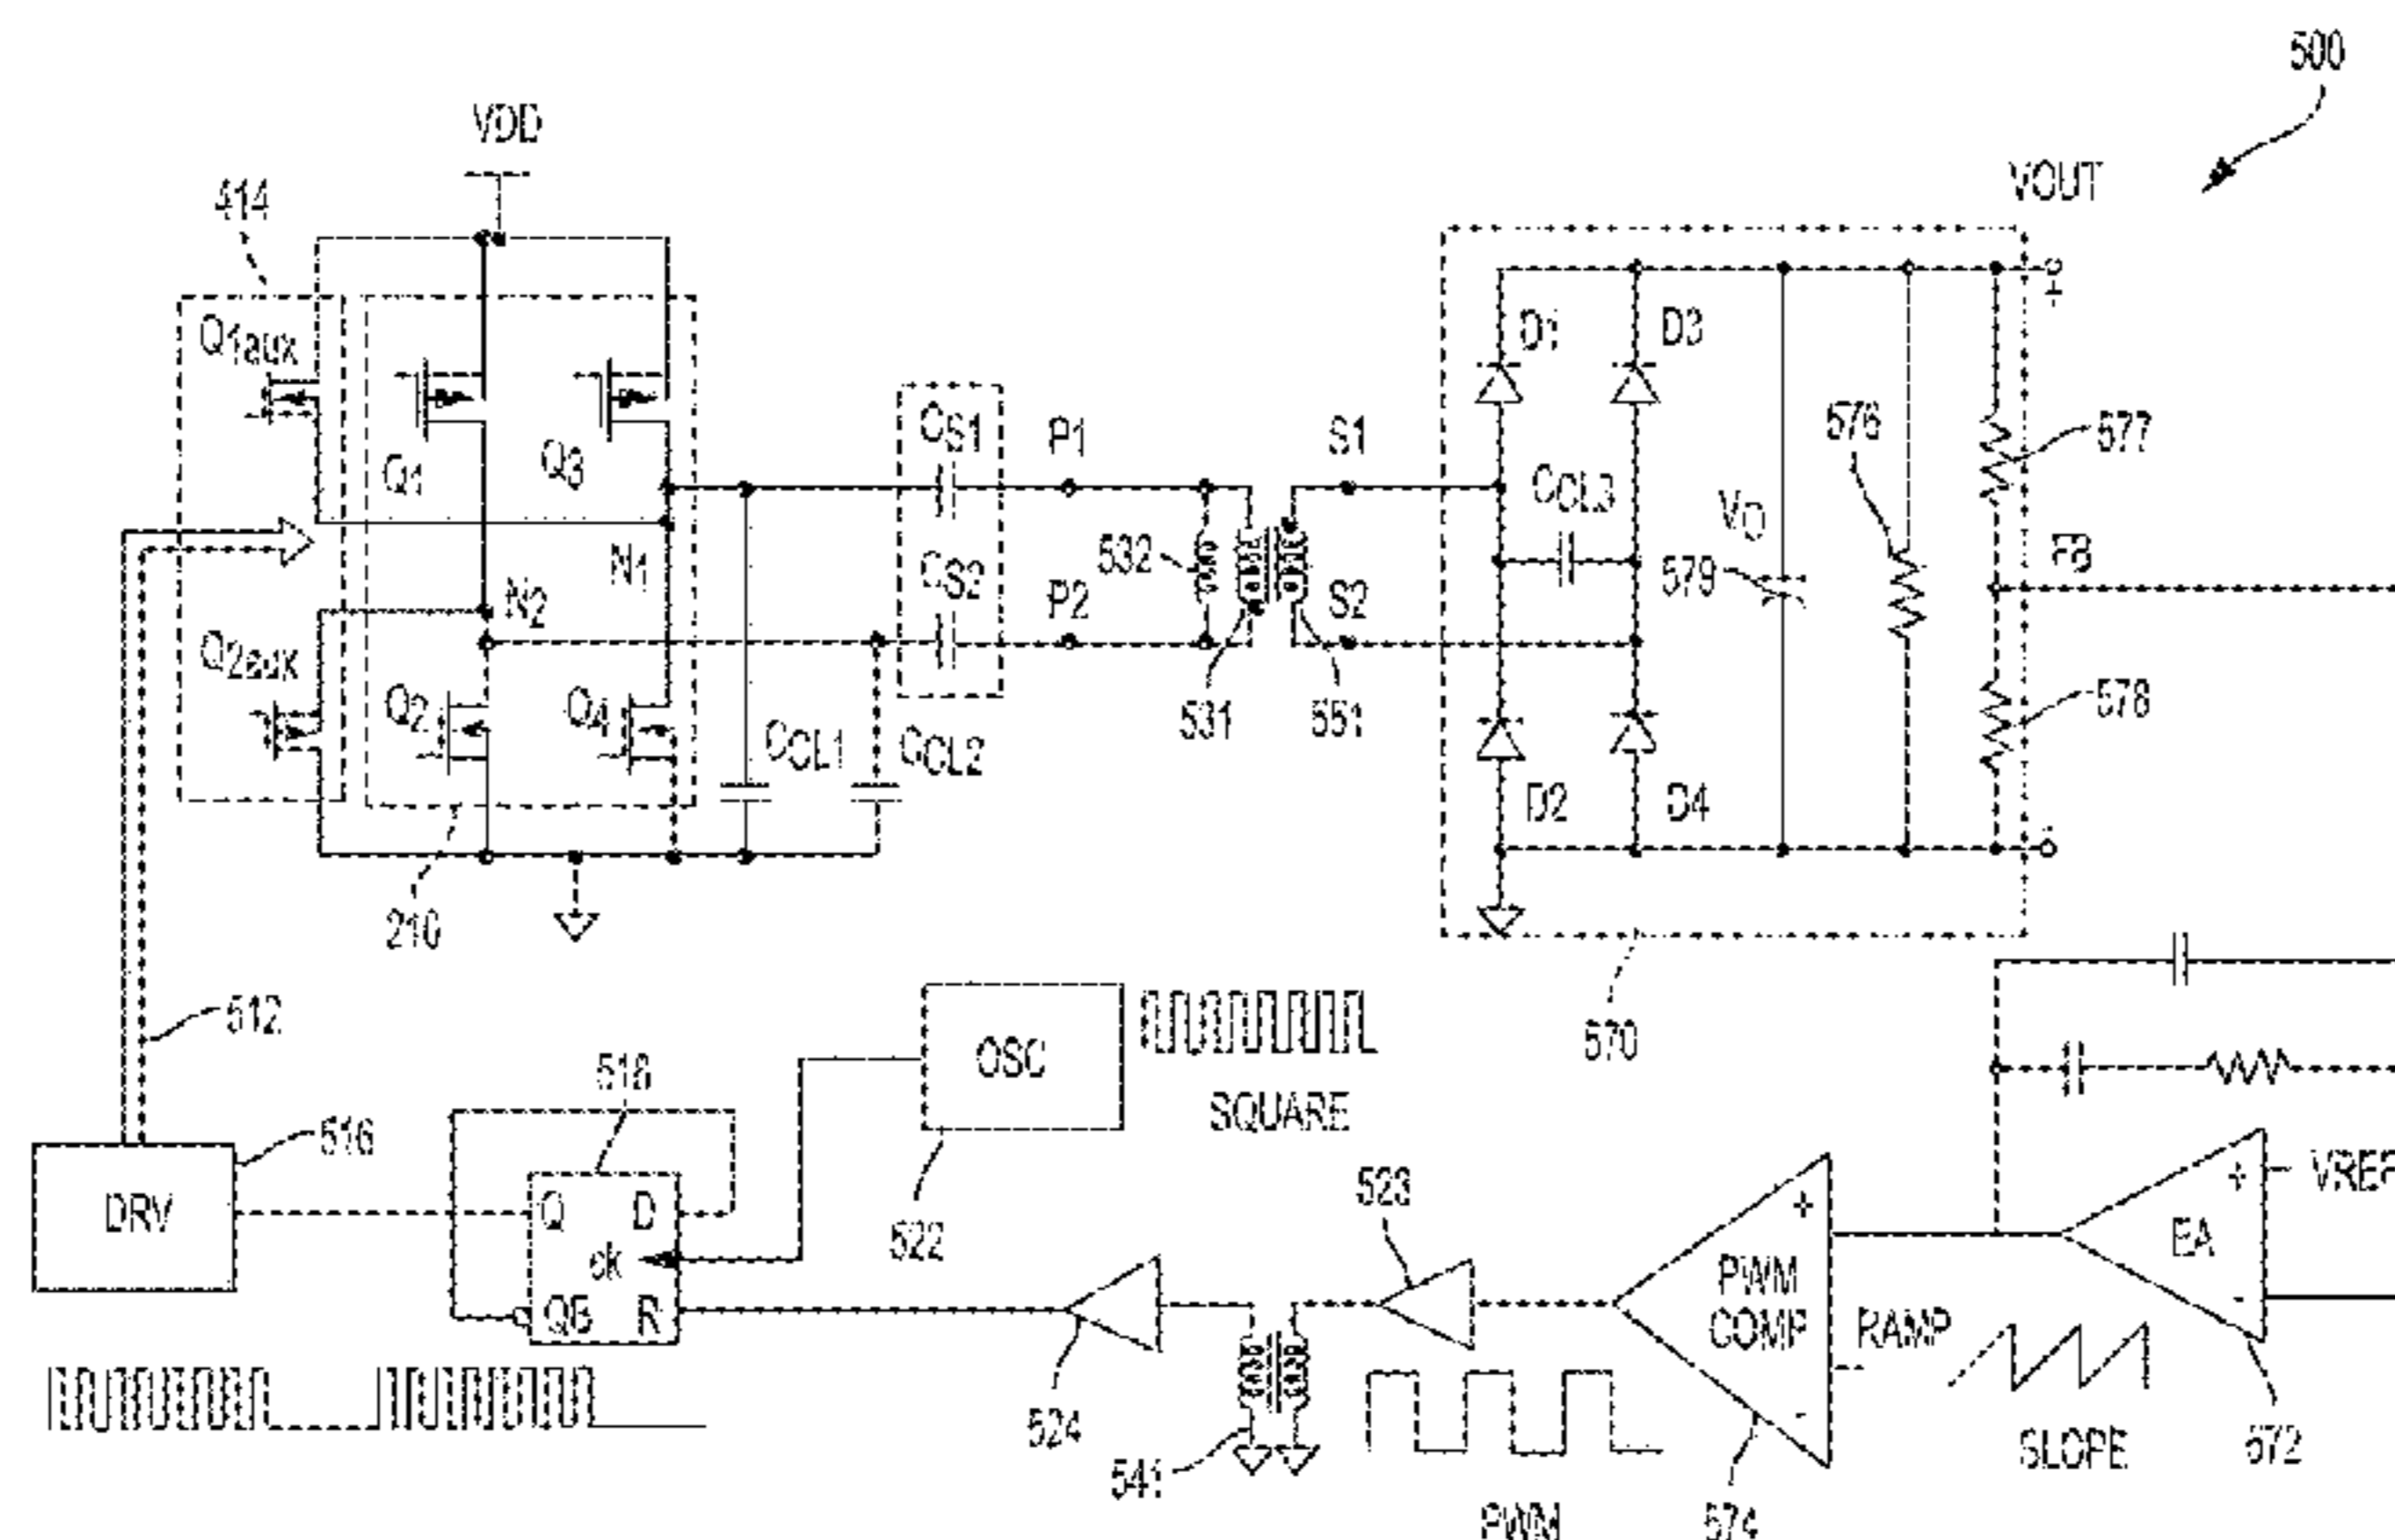 500
VDD
VOUT
414
Q1aux
D1
D3
+
CS1
P1
S1
576
577
Q1
Q3
CCL3
VO
N1
532
579
FB
N2
CS2
P2
S2
Q2aux
Q2
Q4
531
551
578
CCL1
CCL2
D2
D4
-
210
512
OSC
570
518
SQUARE
516
DRV
Q
D
ck
QB
R
522
523
+
PWM
COMP
-
RAMP
+
VREF
EA
-
524
541
SLOPE
572
PWM
574